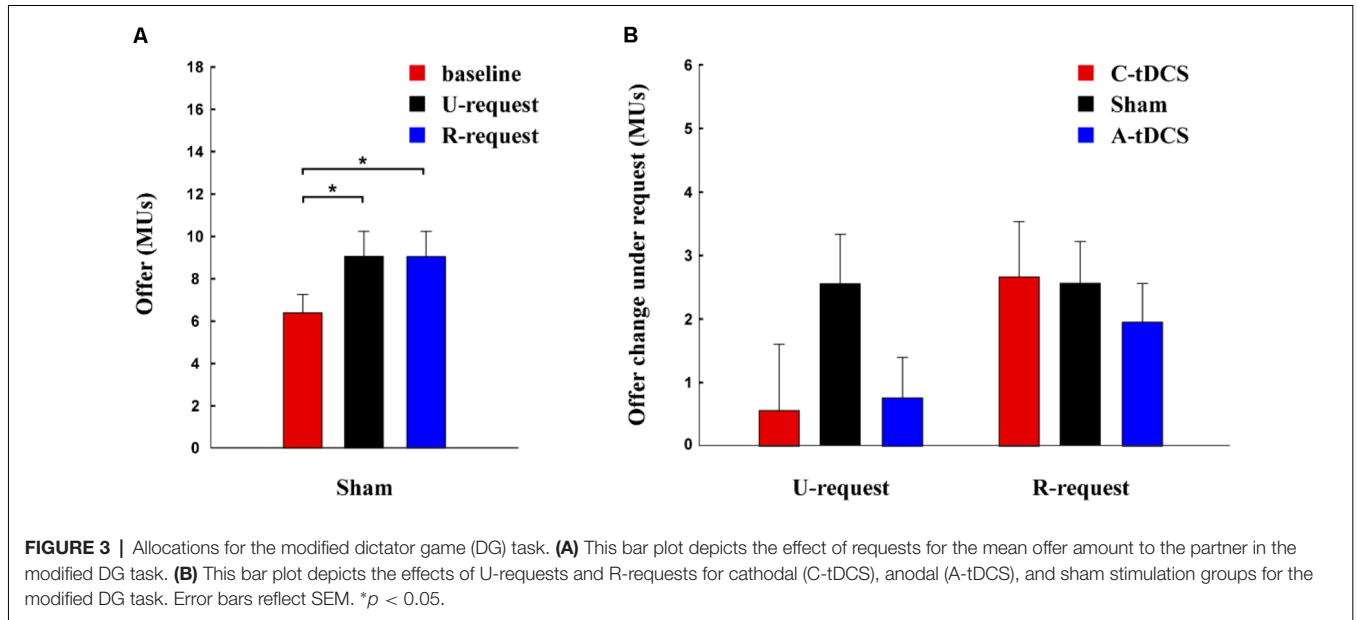 A
18
16
14
12
10
8
6
4
2
0
Offer (MUs)
baseline
U-request
R-request
*
*
Sham
B
6
5
4
3
2
1
0
Offer change under request (MUs)
C-tDCS
Sham
A-tDCS
U-request R-request
FIGURE 3 | Allocations for the modified dictator game (DG) task. (A) This bar plot depicts the effect of requests for the mean offer amount to the partner in the
modified DG task. (B) This bar plot depicts the effects of U-requests and R-requests for cathodal (C-tDCS), anodal (A-tDCS), and sham stimulation groups for the
modified DG task. Error bars reflect SEM. *p < 0.05.